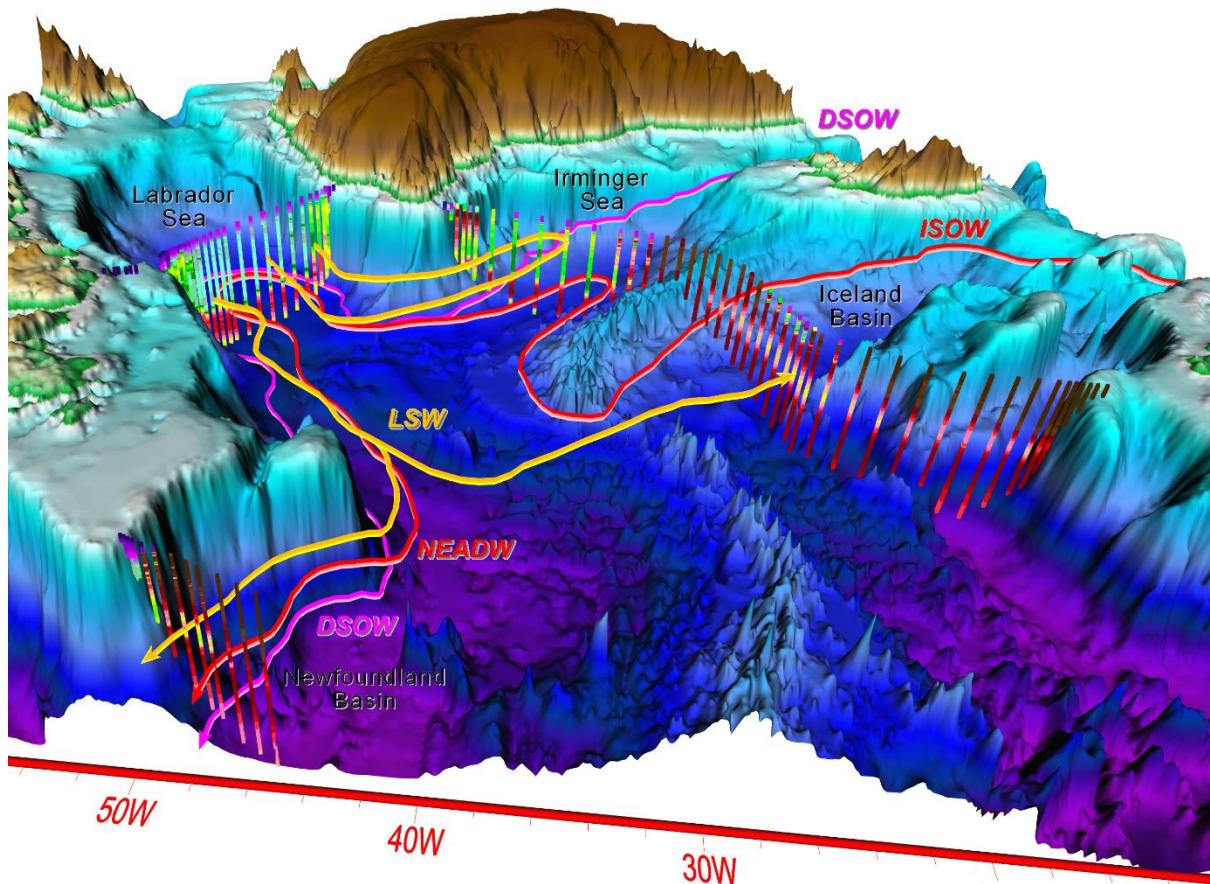 DSOW
Labrador
Sea
Irminger
Sea
ISOW
Iceland
Basin
LSW
NEADW
DSOW
Newfoundland
Basin
50W
40W
30W